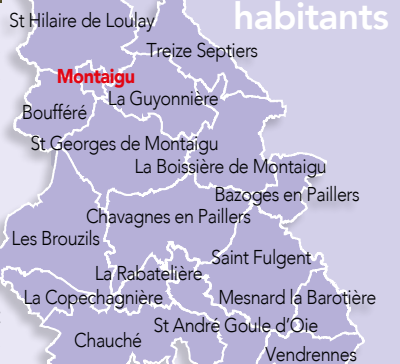 habitants
St Hilaire de Loulay
Treize Septiers
Montaigu
La Guyonnière
Boufféré
St Georges de Montaigu
La Boissière de Montaigu
Bazoges en Paillers
Chavagnes en Paillers
Les Brouzils
Saint Fulgent
La Rabatelière
La Copechagnière
Mesnard la Barotière
St André Goule d'Oie
Chauché
Vendrennes